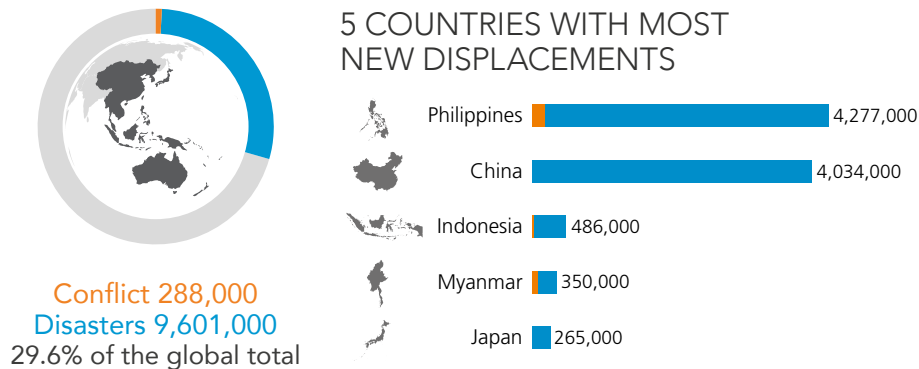 5 COUNTRIES WITH MOST
NEW DISPLACEMENTS
Philippines 4,277,000
China 4,034,000
Indonesia 486,000
Myanmar 350,000
Japan 265,000
Conflict 288,000
Disasters 9,601,000
29.6% of the global total